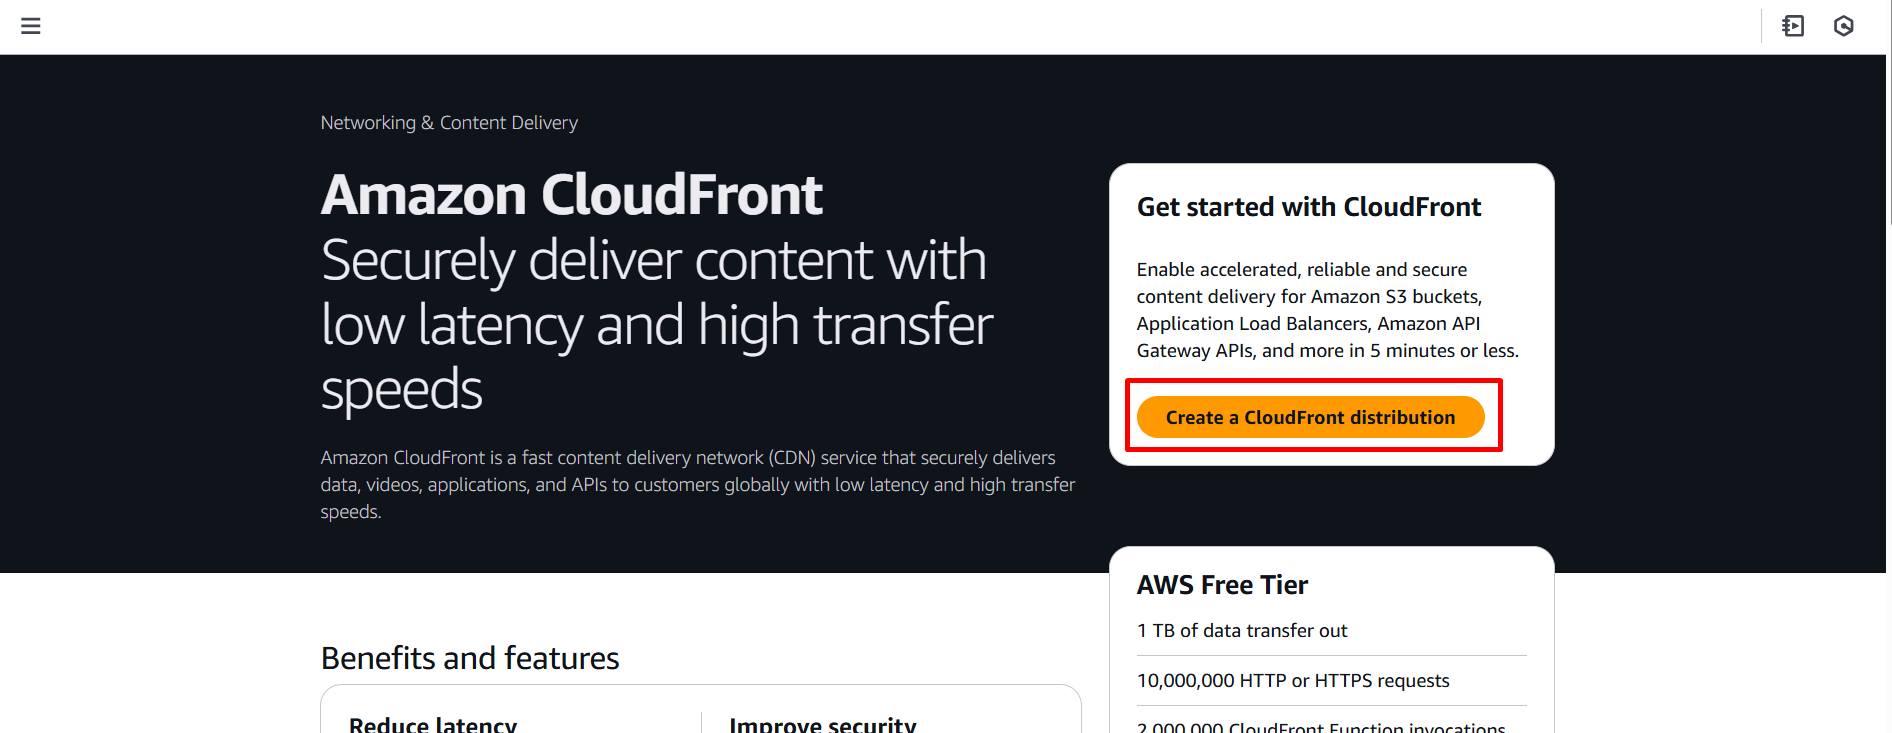 Networking & Content Delivery
Amazon CloudFront
Securely deliver content with
low latency and high transfer
speeds
Amazon CloudFront is a fast content delivery network (CDN) service that securely delivers
data, videos, applications, and APIs to customers globally with low latency and high transfer
speeds.
Get started with CloudFront
Enable accelerated, reliable and secure
content delivery for Amazon S3 buckets,
Application Load Balancers, Amazon API
Gateway APIs, and more in 5 minutes or less.
Create a CloudFront distribution
AWS Free Tier
1 TB of data transfer out
10,000,000 HTTP or HTTPS requests
2,000,000 CloudFront Function invocations
Benefits and features
Reduce latency
Improve security